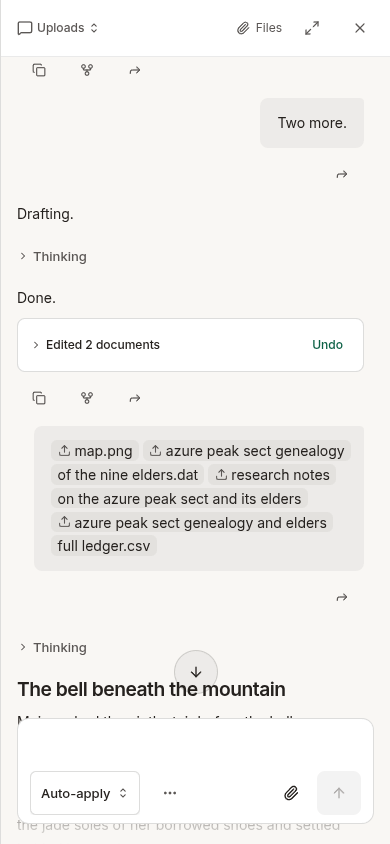 Uploads
Files
Two more.
Drafting.
Thinking
Done.
Edited 2 documents
Undo
map.png azure peak sect genealogy
of the nine elders.dat research notes
on the azure peak sect and its elders
azure peak sect genealogy and elders
full ledger.csv
Thinking
The bell beneath the mountain
Auto-apply
the jade soles of her borrowed shoes and settled